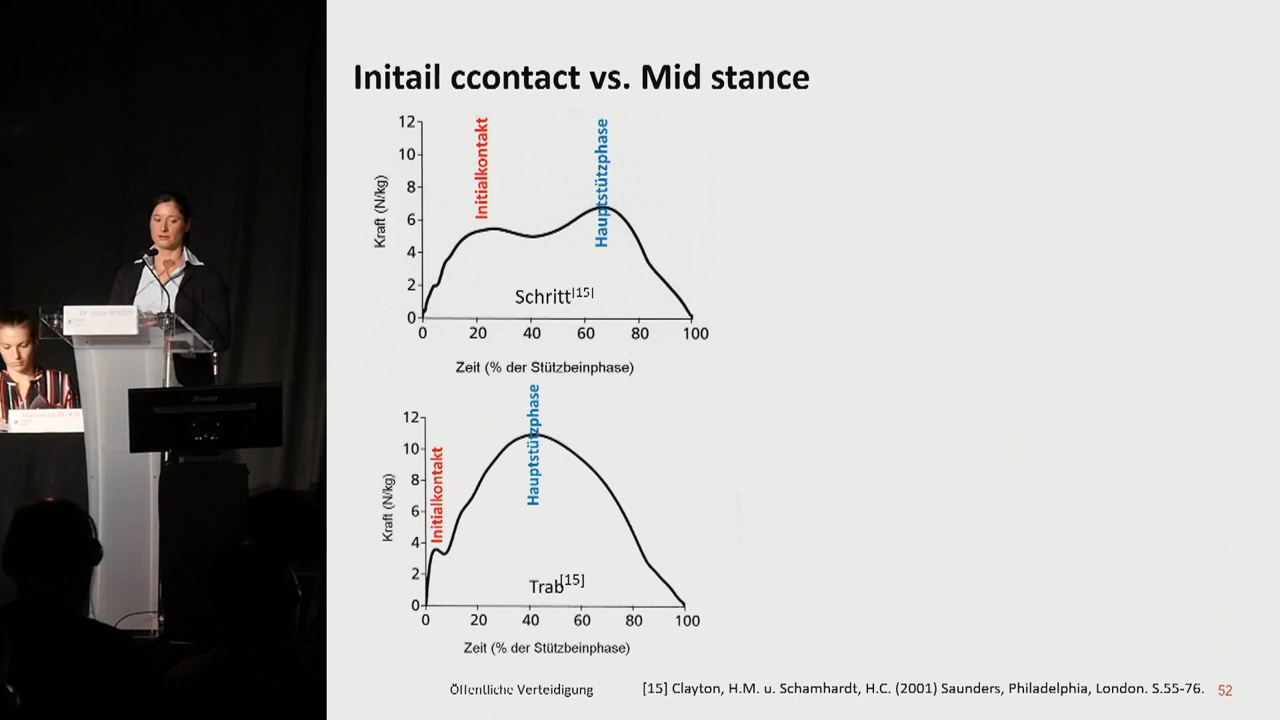 Initail ccontact vs. Mid stance
12
10
8
6
4
2
0
Kraft (N/kg)
Initialkontakt
Hauptstützphase
Schritt[15]
0 20 40 60 80 100
Zeit (% der Stützbeinphase)
12
10
8
6
4
2
0
Kraft (N/kg)
Initialkontakt
Hauptstützphase
Trab[15]
0 20 40 60 80 100
Zeit (% der Stützbeinphase)
Öffentliche Verteidigung
[15] Clayton, H.M. u. Schamhardt, H.C. (2001) Saunders, Philadelphia, London. S.55-76.
52